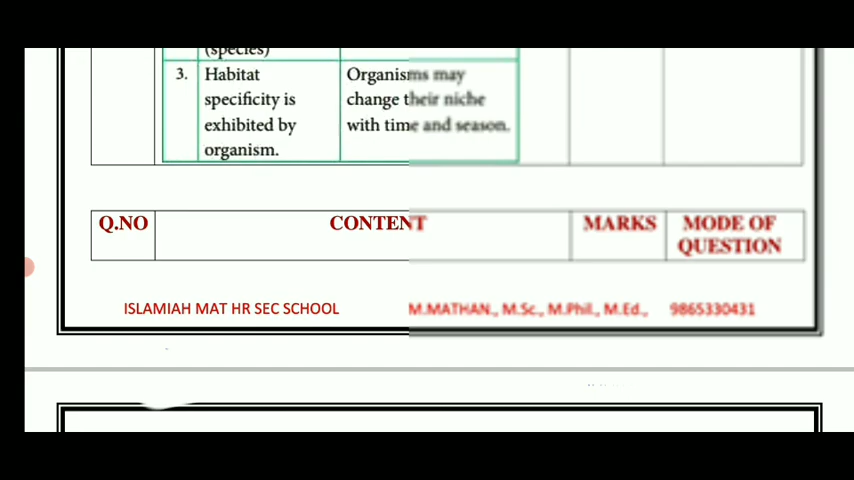 (species)
3. Habitat specificity is exhibited by organism.
Organisms may change their niche with time and season.
Q.NO CONTENT MARKS MODE OF QUESTION
ISLAMIAH MAT HR SEC SCHOOL M.MATHAN., M.Sc., M.Phil., M.Ed., 9865330431